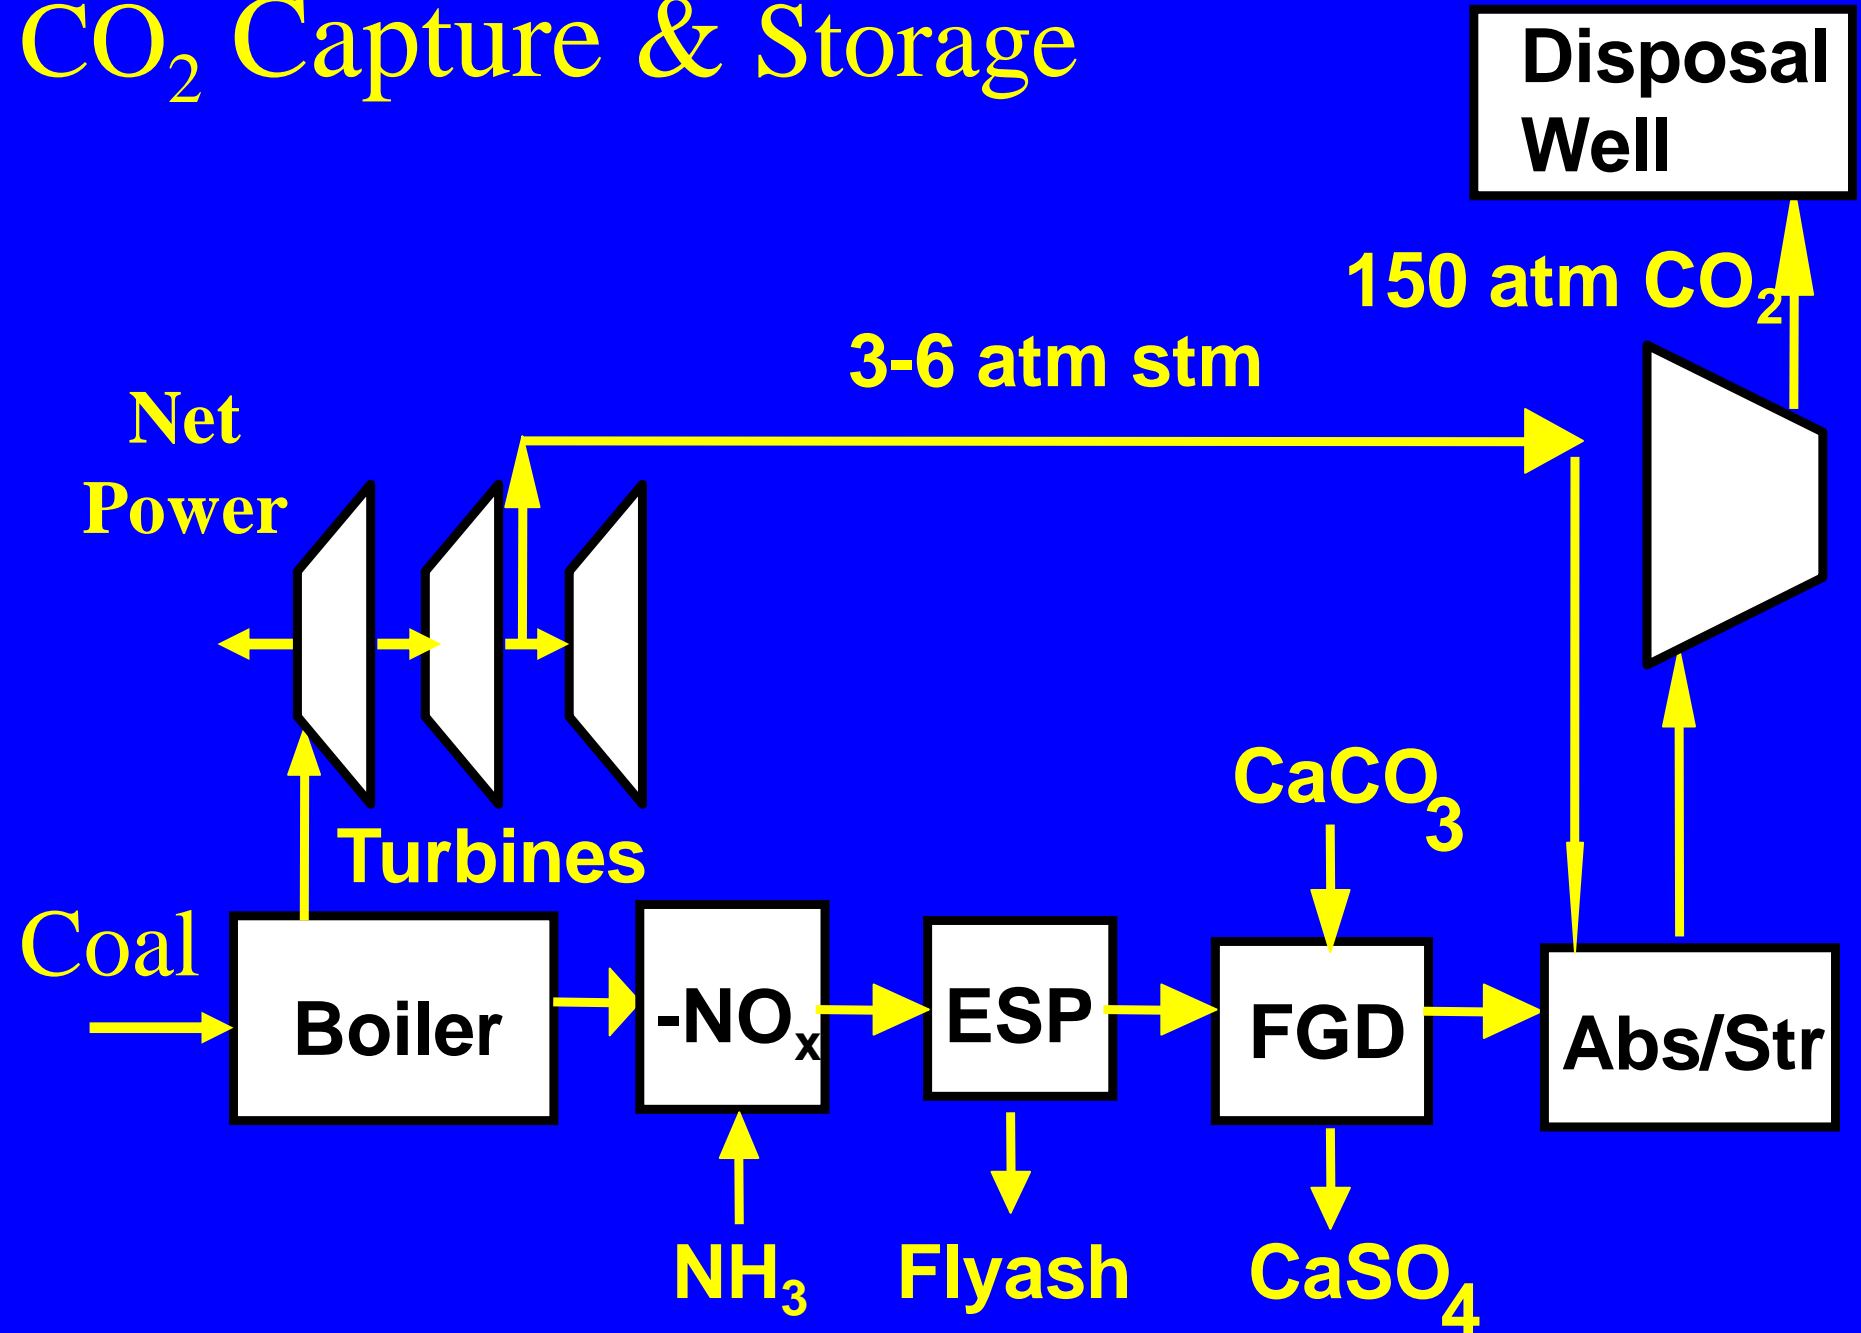 CO₂ Capture & Storage
Disposal
Well
150 atm CO₂
3-6 atm stm
Net
Power
CaCO₃
Turbines
Coal
Boiler
-NOₓ
ESP
FGD
Abs/Str
NH₃
Flyash
CaSO₄